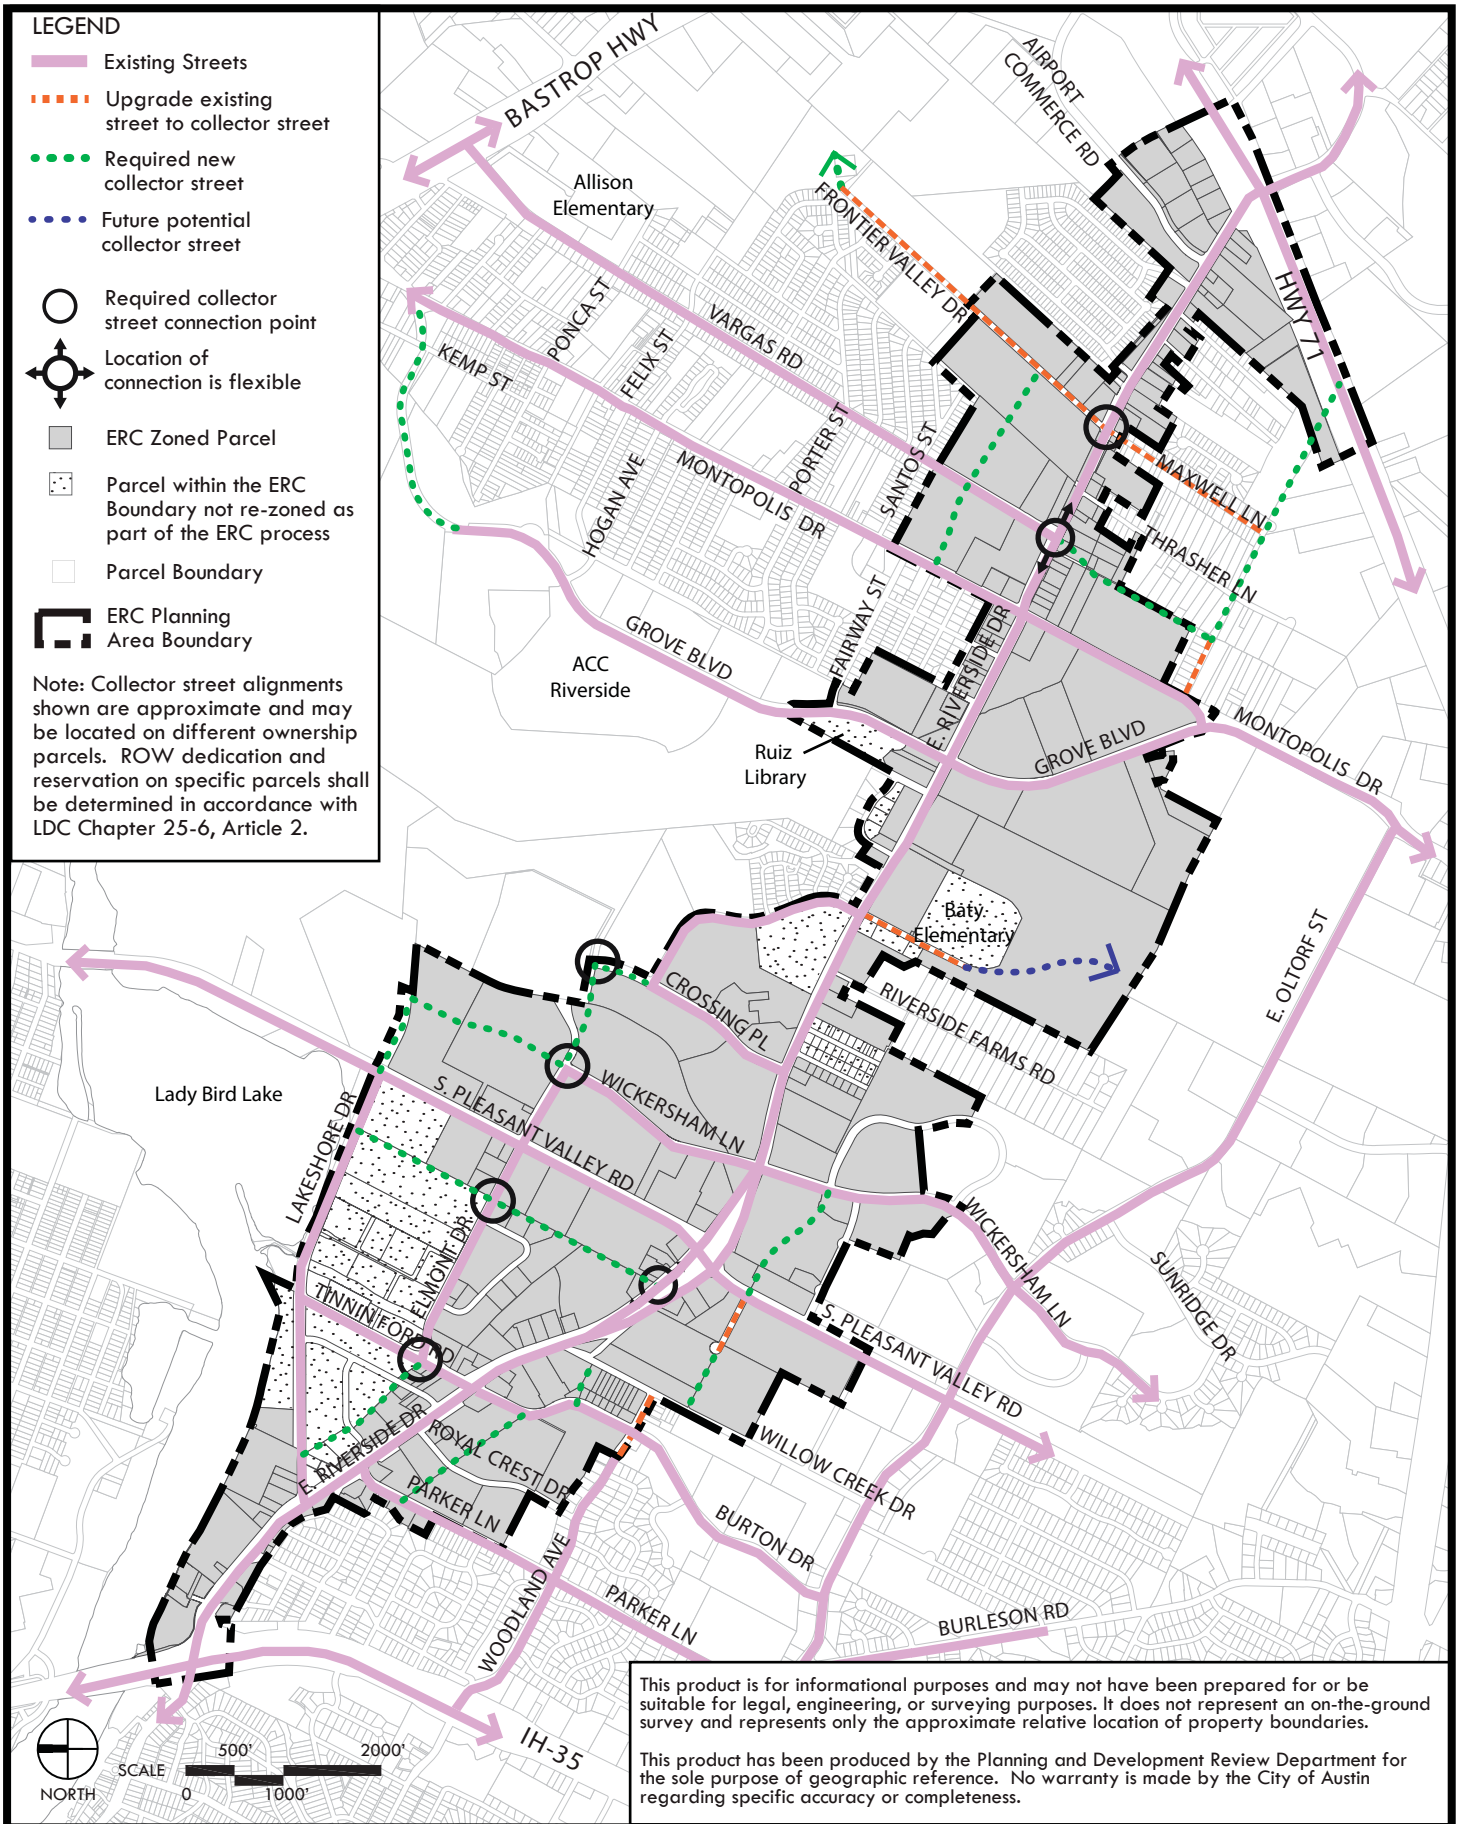 LEGEND
Existing Streets
Upgrade existing
street to collector street
Required new
collector street
Future potential
collector street
Required collector
street connection point
Location of
connection is flexible
ERC Zoned Parcel
Parcel within the ERC
Boundary not re-zoned as
part of the ERC process
Parcel Boundary
ERC Planning
Area Boundary
Note: Collector street alignments
shown are approximate and may
be located on different ownership
parcels. ROW dedication and
reservation on specific parcels shall
be determined in accordance with
LDC Chapter 25-6, Article 2.
BASTROP HWY
AIRPORT
COMMERCE RD
Allison
Elementary
FRONTIER VALLEY DR
HWY 71
PONCA ST
VARGAS RD
FELIX ST
KEMP ST
PORTER ST
SANTOS ST
MONTOPOLIS DR
HOGAN AVE
MAXWELL LN
THRASHER LN
FAIRWAY ST
GROVE BLVD
ACC
Riverside
E. RIVERSIDE DR
Ruiz
Library
GROVE BLVD
MONTOPOLIS DR
Baty
Elementary
E. OLTORF ST
CROSSING PL
RIVERSIDE FARMS RD
Lady Bird Lake
S. PLEASANT VALLEY RD
WICKERSHAM LN
LAKESHORE DR
ELMONT DR
WICKERSHAM LN
SUNRIDGE DR
TINNIN FORD RD
S. PLEASANT VALLEY RD
E. RIVERSIDE DR
ROYAL CREST DR
WILLOW CREEK DR
PARKER LN
BURTON DR
WOODLAND AVE
PARKER LN
BURLESON RD
IH-35
NORTH
SCALE
500'
2000'
0
1000'
This product is for informational purposes and may not have been prepared for or be
suitable for legal, engineering, or surveying purposes. It does not represent an on-the-ground
survey and represents only the approximate relative location of property boundaries.
This product has been produced by the Planning and Development Review Department for
the sole purpose of geographic reference. No warranty is made by the City of Austin
regarding specific accuracy or completeness.